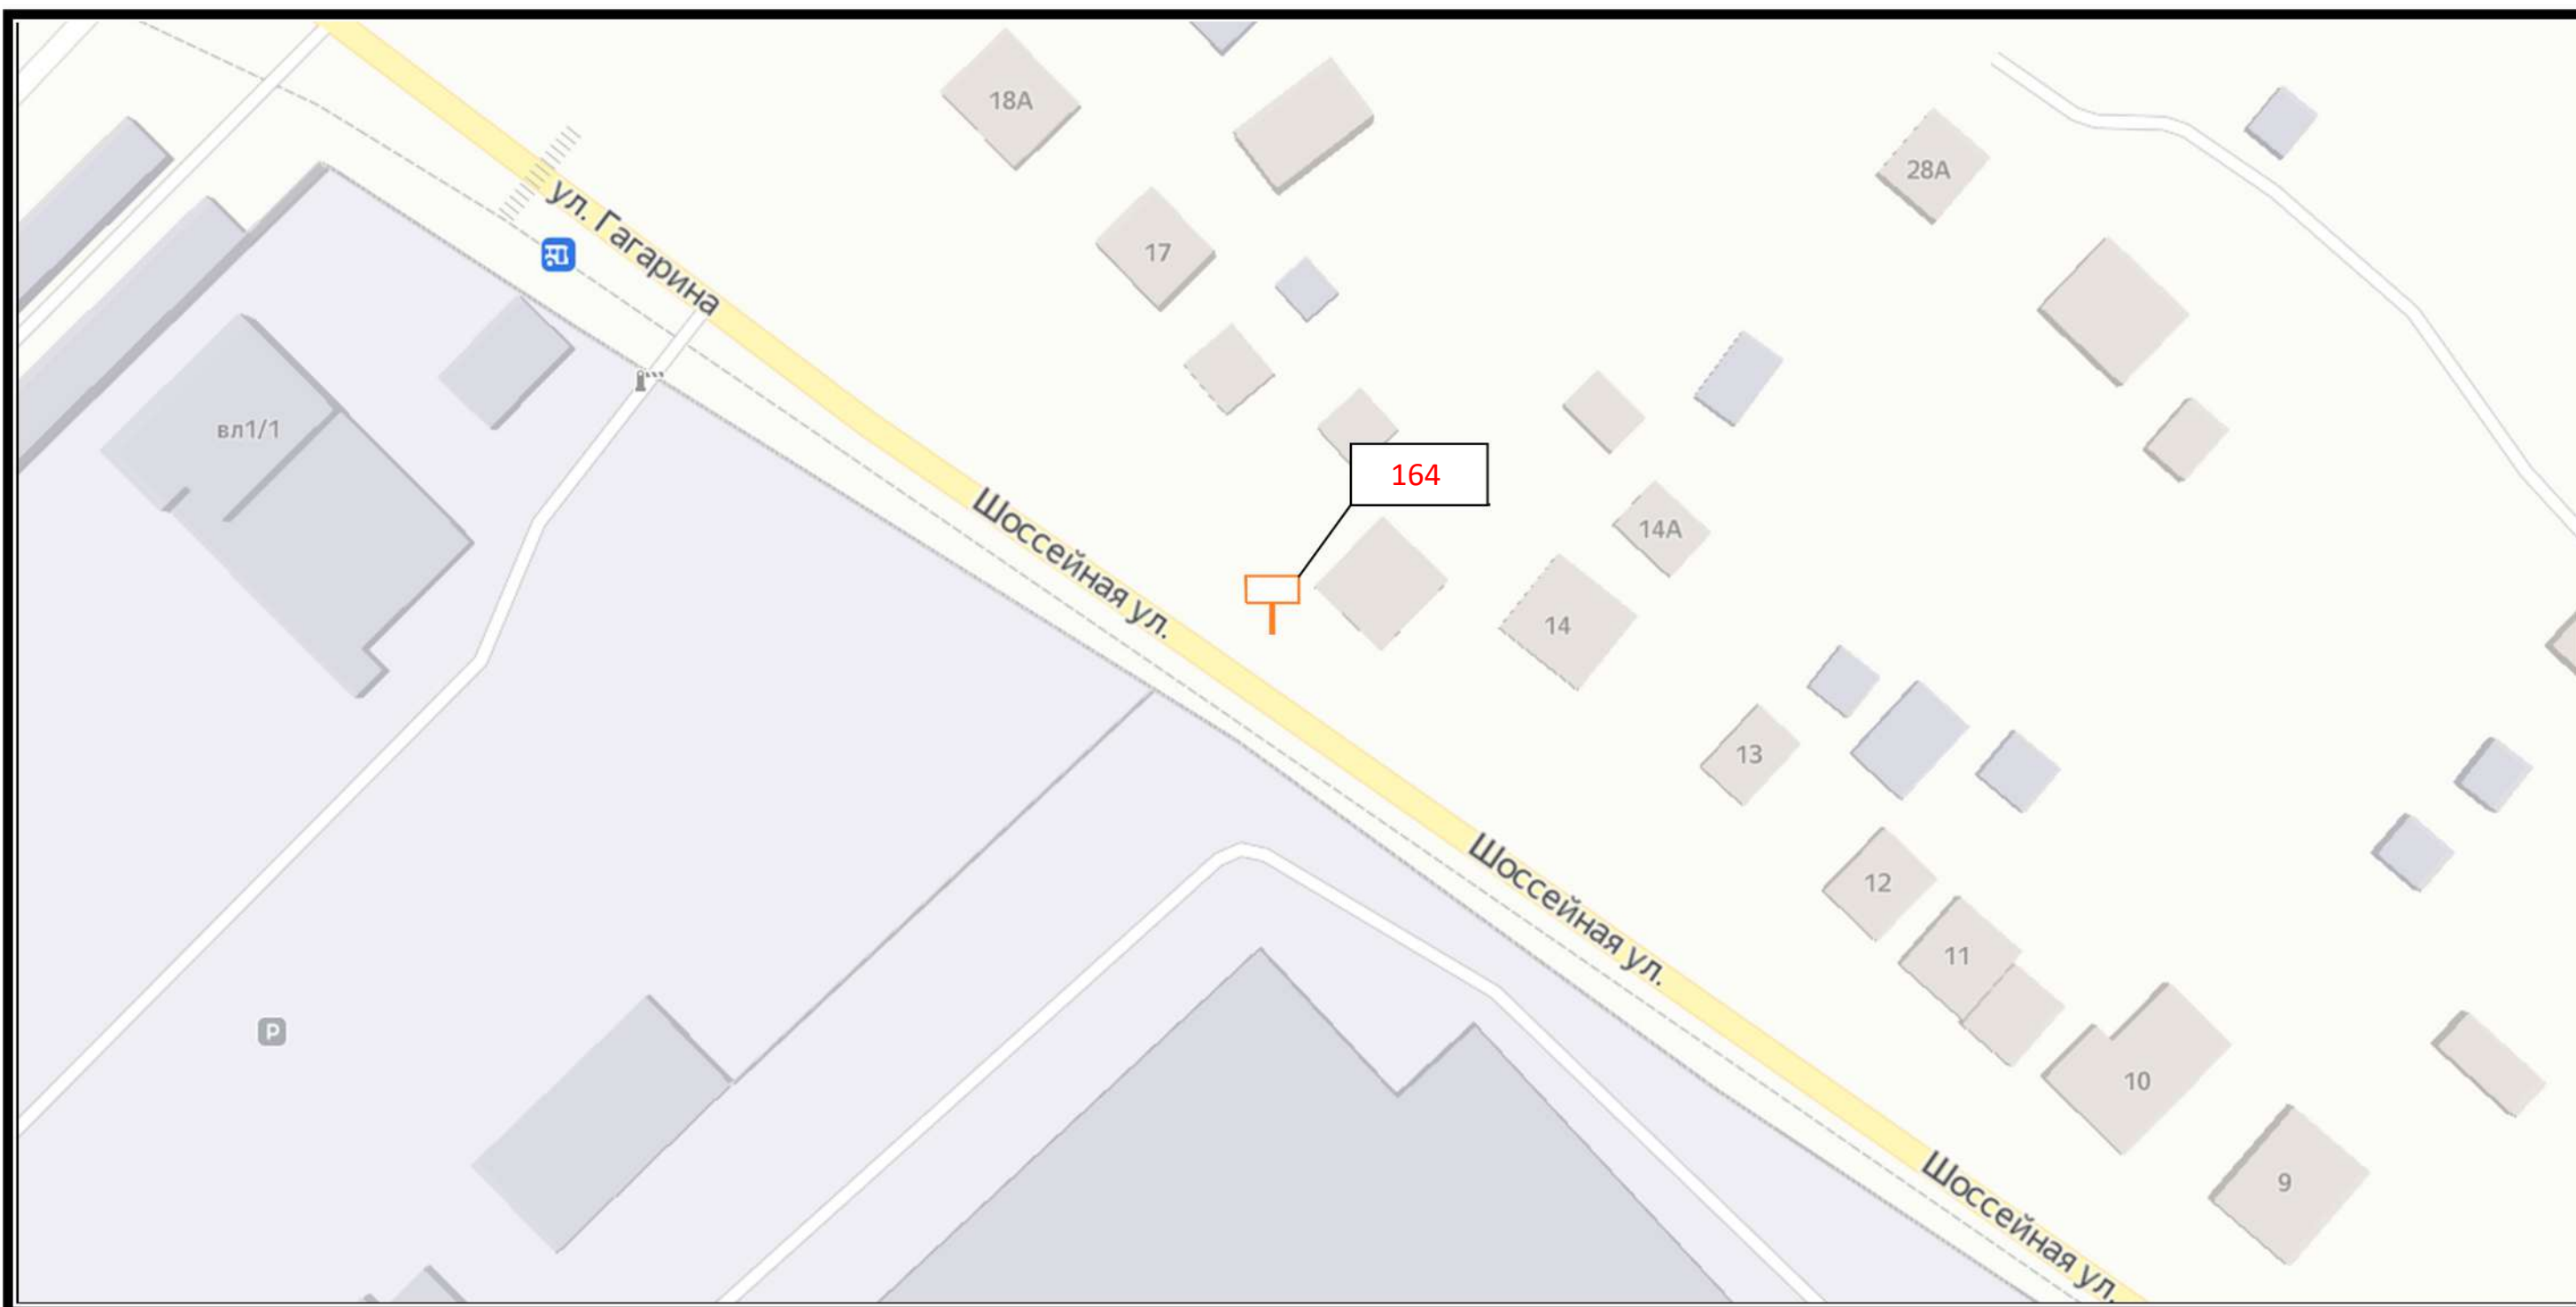 18А
28А
ул. Гагарина
17
вл1/1
164
Шоссейная ул.
14А
14
13
Шоссейная ул.
12
11
P
10
Шоссейная ул.
9